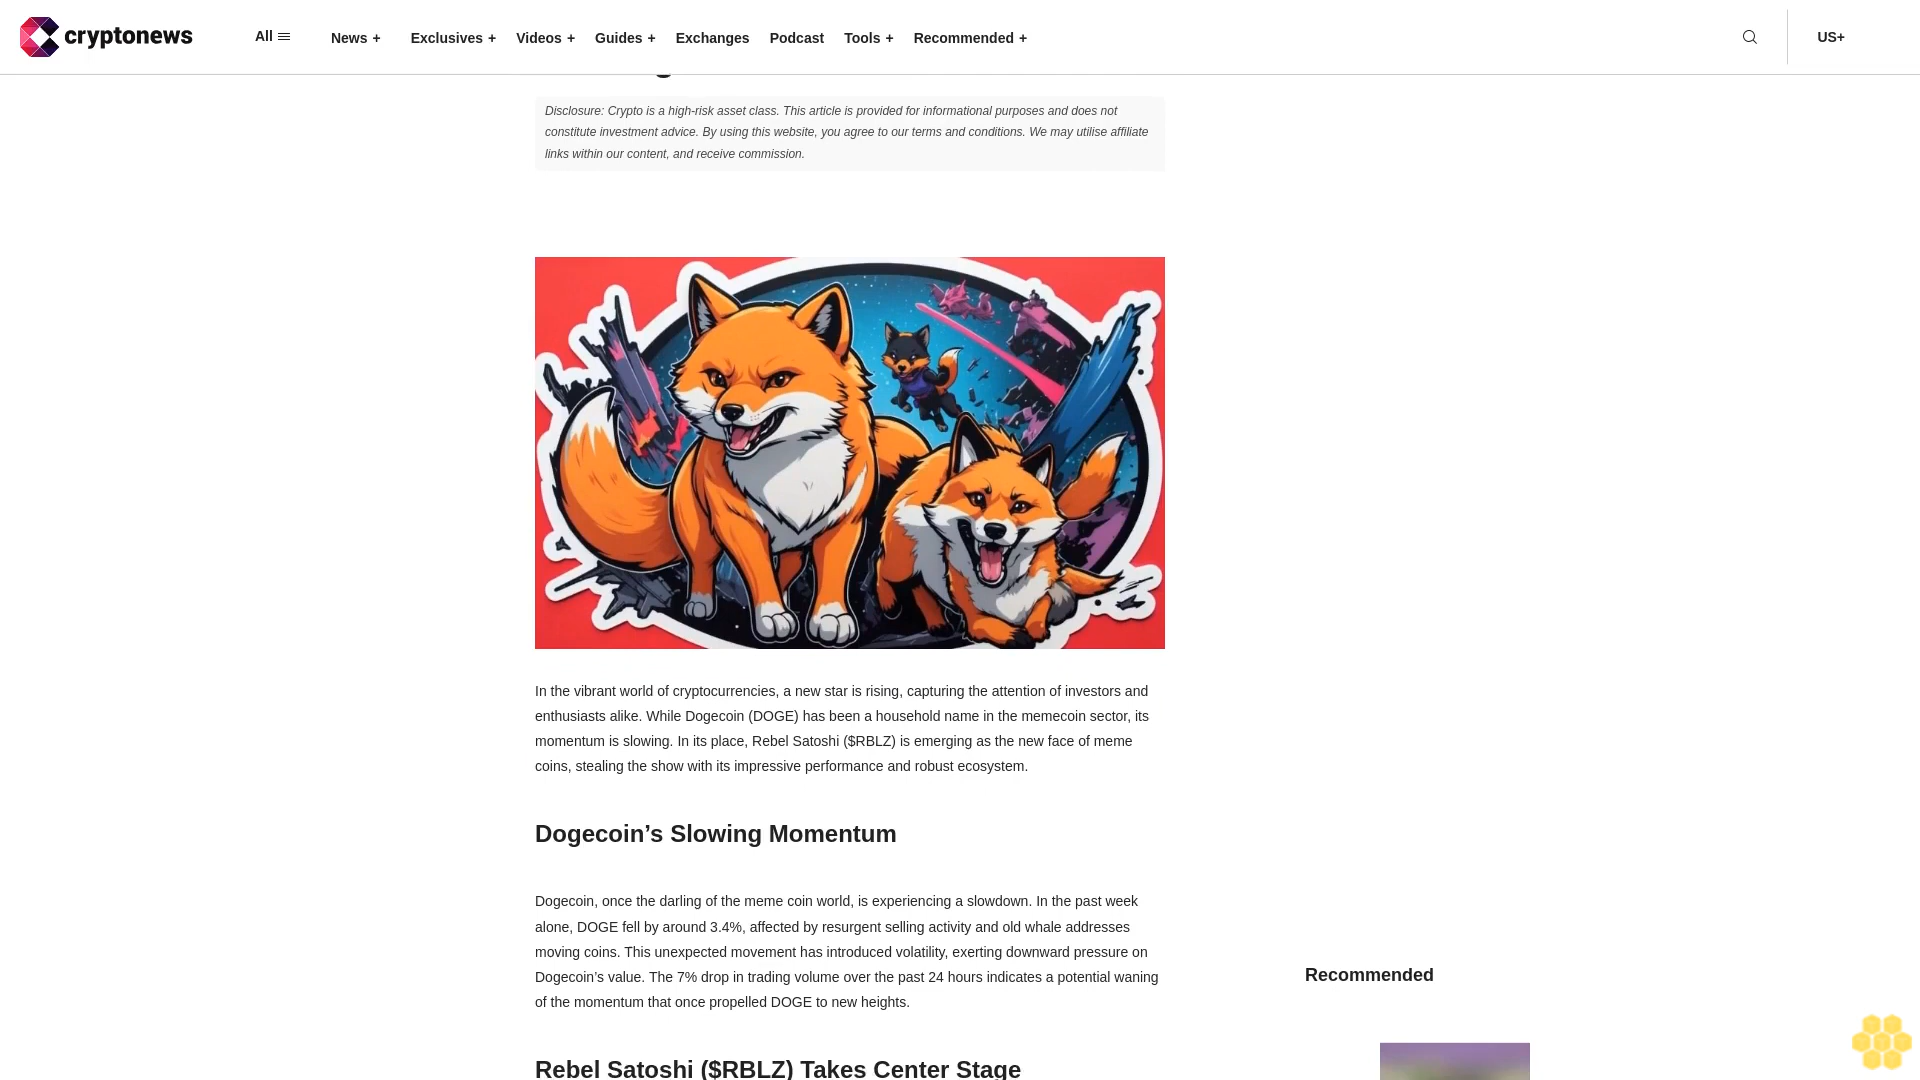 cryptonews
All
News +
Exclusives +
Videos +
Guides +
Exchanges
Podcast
Tools +
Recommended +
US+
Disclosure: Crypto is a high-risk asset class. This article is provided for informational purposes and does not
constitute investment advice. By using this website, you agree to our terms and conditions. We may utilise affiliate
links within our content, and receive commission.
In the vibrant world of cryptocurrencies, a new star is rising, capturing the attention of investors and
enthusiasts alike. While Dogecoin (DOGE) has been a household name in the memecoin sector, its
momentum is slowing. In its place, Rebel Satoshi ($RBLZ) is emerging as the new face of meme
coins, stealing the show with its impressive performance and robust ecosystem.
Dogecoin’s Slowing Momentum
Dogecoin, once the darling of the meme coin world, is experiencing a slowdown. In the past week
alone, DOGE fell by around 3.4%, affected by resurgent selling activity and old whale addresses
moving coins. This unexpected movement has introduced volatility, exerting downward pressure on
Dogecoin’s value. The 7% drop in trading volume over the past 24 hours indicates a potential waning
of the momentum that once propelled DOGE to new heights.
Recommended
Rebel Satoshi ($RBLZ) Takes Center Stage